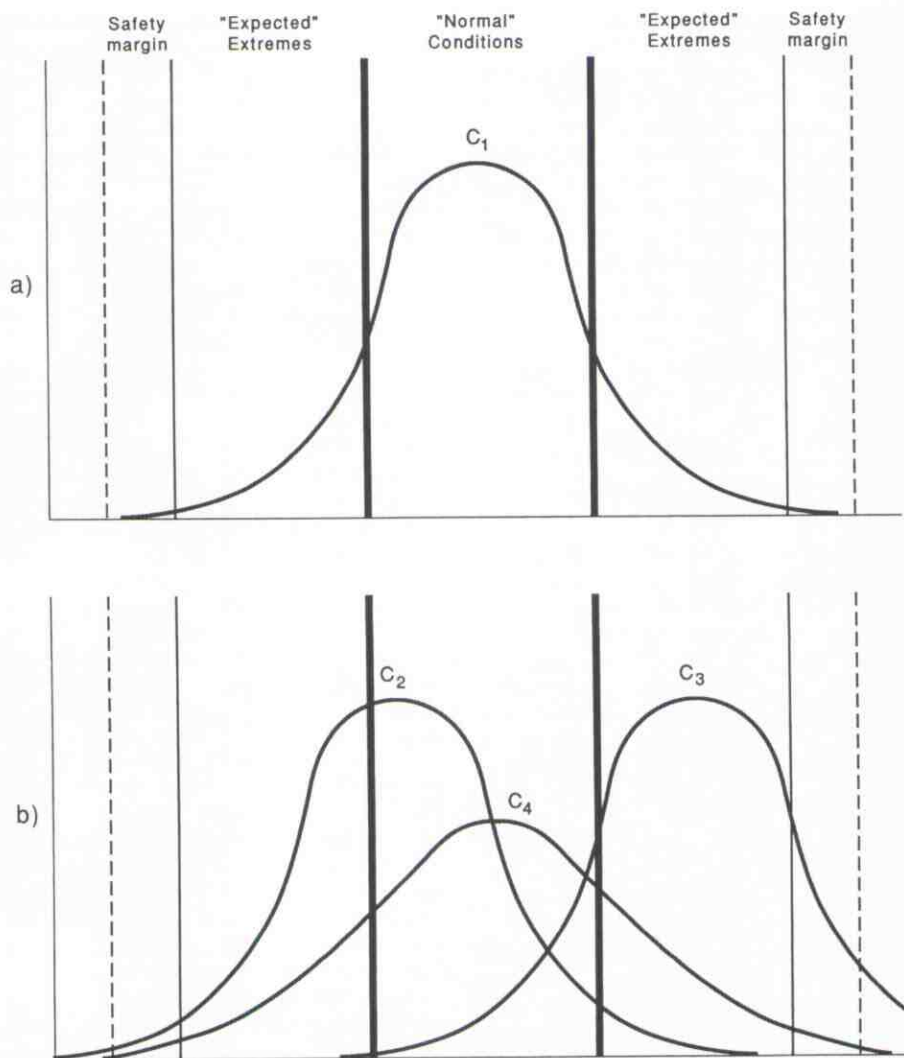 Safety margin
"Expected" Extremes
"Normal" Conditions
"Expected" Extremes
Safety margin
C₁
a)
C₂
C₃
C₄
b)